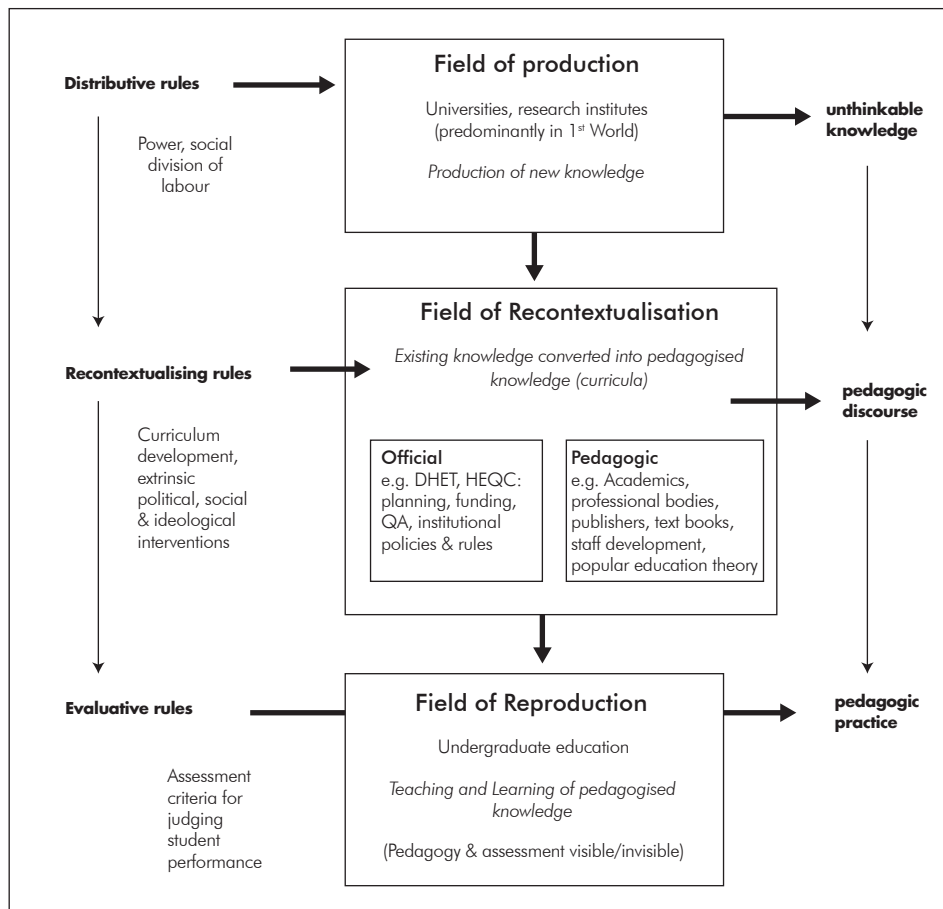 Distributive rules
Power, social
division of
labour
Field of production
Universities, research institutes
(predominantly in 1st World)
Production of new knowledge
unthinkable
knowledge
Recontextualising rules
Curriculum
development,
extrinsic
political, social
& ideological
interventions
Field of Recontextualisation
Existing knowledge converted into pedagogised
knowledge (curricula)
Official
e.g. DHET, HEQC:
planning, funding,
QA, institutional
policies & rules
Pedagogic
e.g. Academics,
professional bodies,
publishers, text books,
staff development,
popular education theory
pedagogic
discourse
Evaluative rules
Assessment
criteria for
judging
student
performance
Field of Reproduction
Undergraduate education
Teaching and Learning of pedagogised
knowledge
(Pedagogy & assessment visible/invisible)
pedagogic
practice